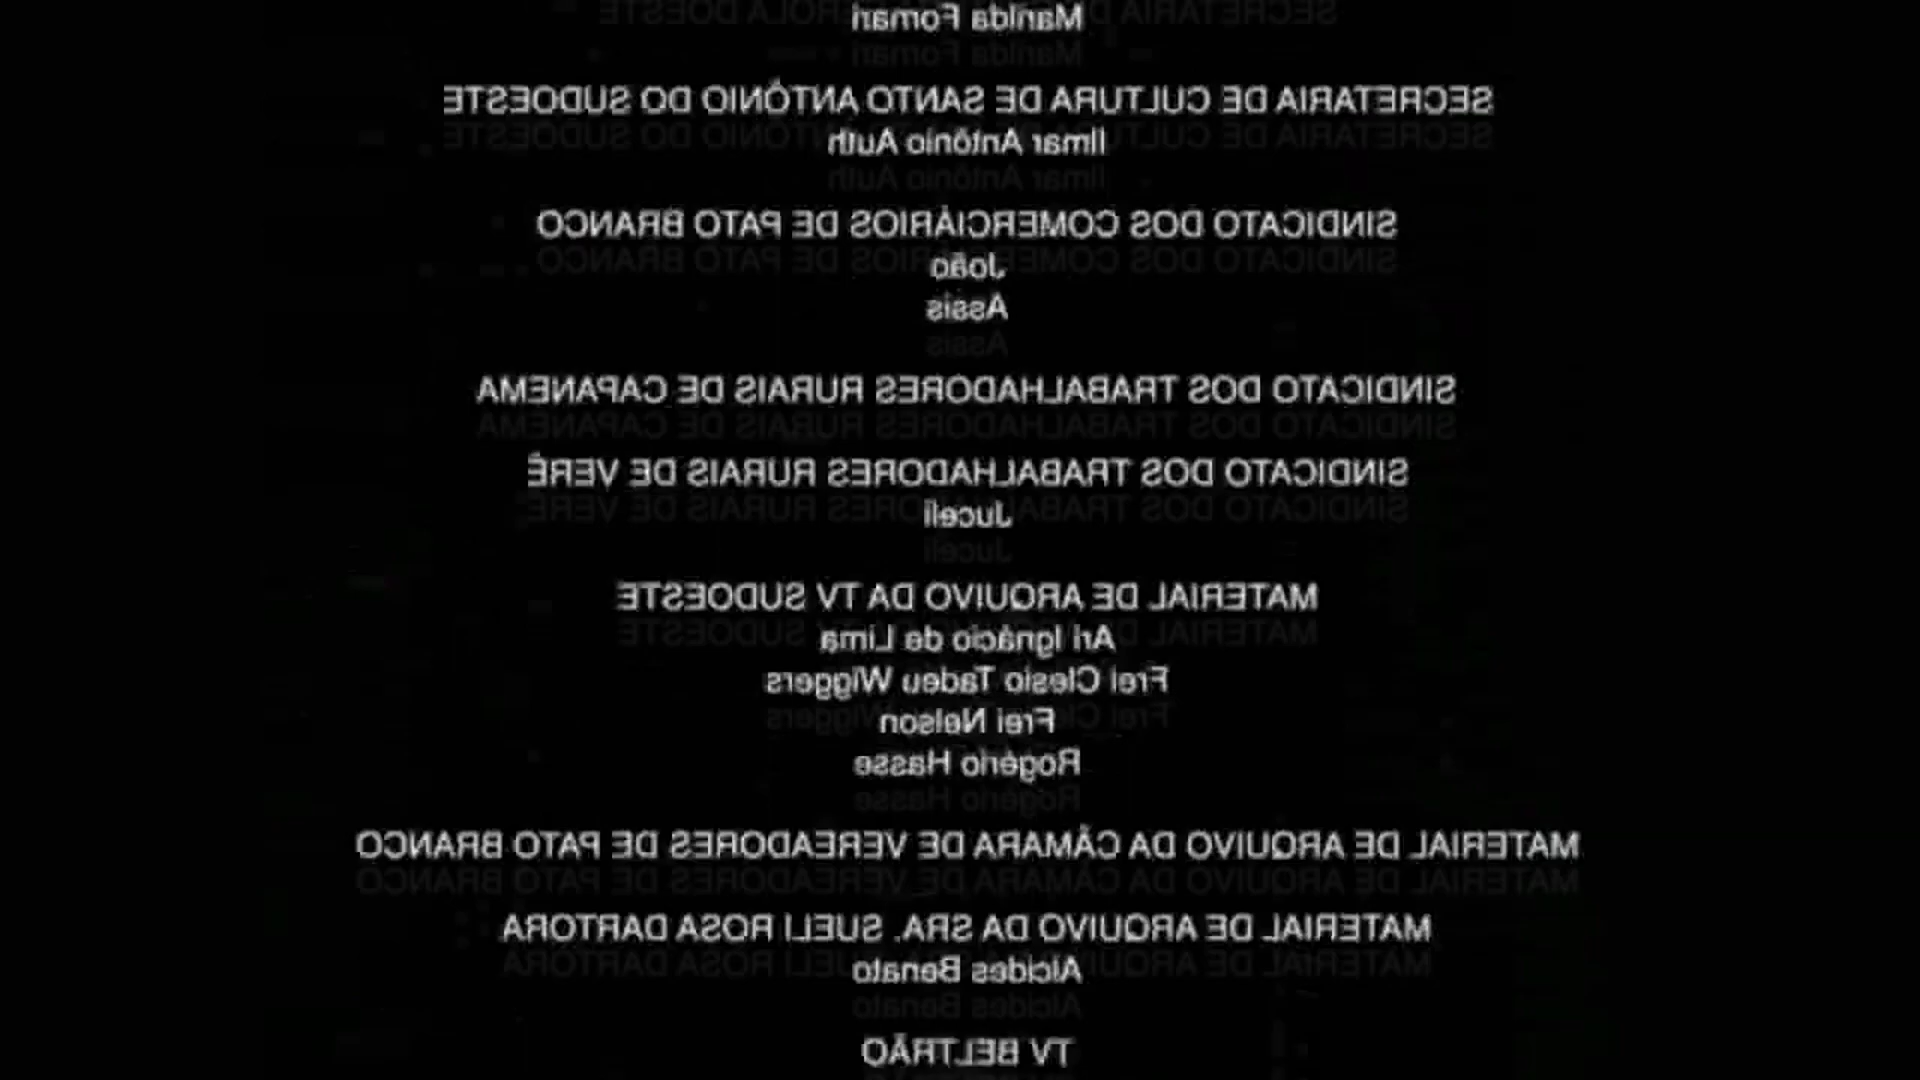 Marilda Fornari
SECRETARIA DE CULTURA DE SANTO ANTÔNIO DO SUDOESTE
Ilmar Antônio Auth
SINDICATO DOS COMERCIÁRIOS DE PATO BRANCO
João
Assis
SINDICATO DOS TRABALHADORES RURAIS DE CAPANEMA
SINDICATO DOS TRABALHADORES RURAIS DE VERÊ
Juceli
MATERIAL DE ARQUIVO DA TV SUDOESTE
Ari Ignácio de Lima
Frei Clesio Tadeu Wiggers
Frei Nelson
Rogério Hasse
MATERIAL DE ARQUIVO DA CÂMARA DE VEREADORES DE PATO BRANCO
MATERIAL DE ARQUIVO DA SRA. SUELI ROSA DARTORA
Alcides Benato
TV BELTRÃO